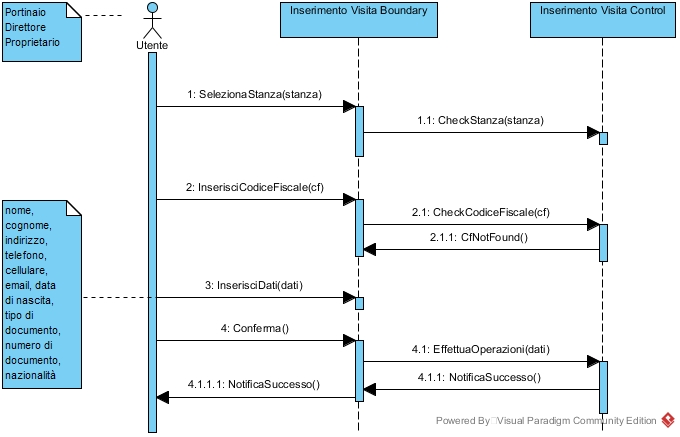 Portinaio
Direttore
Proprietario
Utente
Inserimento Visita Boundary
Inserimento Visita Control
1: SelezionaStanza(stanza)
1.1: CheckStanza(stanza)
2: InserisciCodiceFiscale(cf)
2.1: CheckCodiceFiscale(cf)
2.1.1: CfNotFound()
nome,
cognome,
indirizzo,
telefono,
cellulare,
email, data
di nascita,
tipo di
documento,
numero di
documento,
nazionalità
3: InserisciDati(dati)
4: Conferma()
4.1: EffettuaOperazioni(dati)
4.1.1: NotificaSuccesso()
4.1.1.1: NotificaSuccesso()
Powered By Visual Paradigm Community Edition